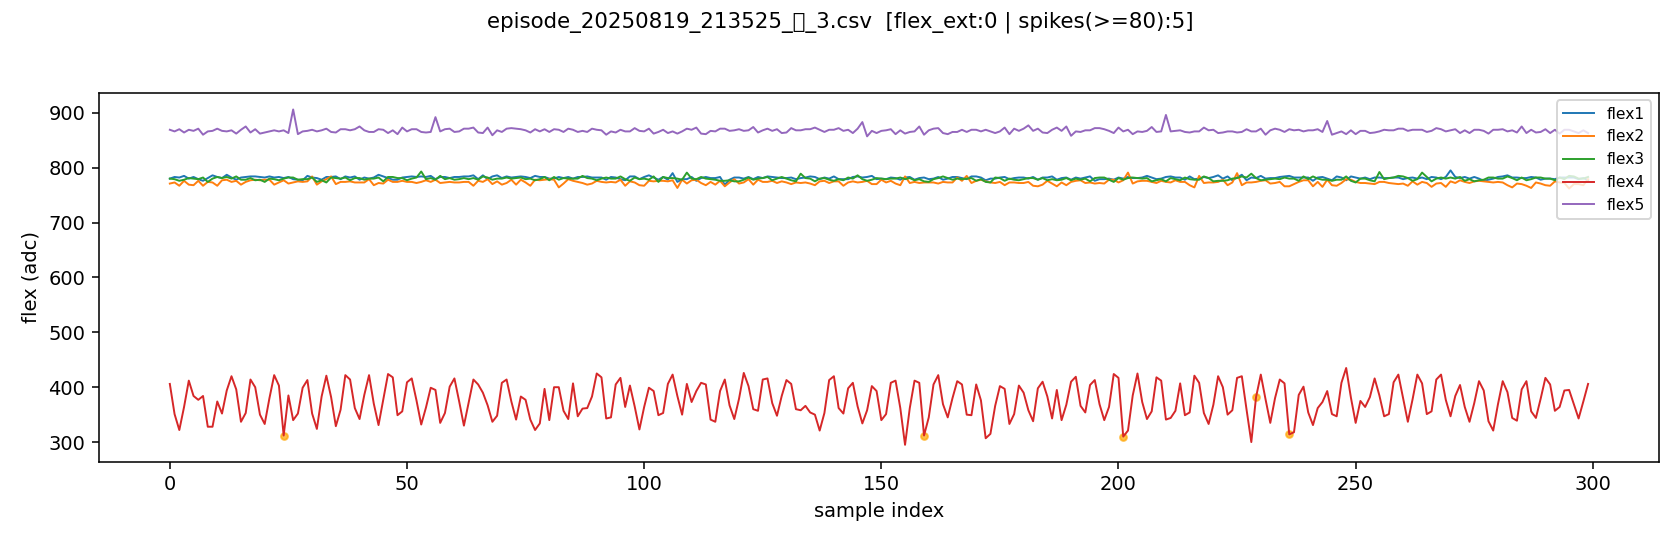 episode_20250819_213525_▯_3.csv [flex_ext:0 | spikes(>=80):5]
flex (adc)
900
800
700
600
500
400
300
0
50
100
150
200
250
300
sample index
flex1
flex2
flex3
flex4
flex5